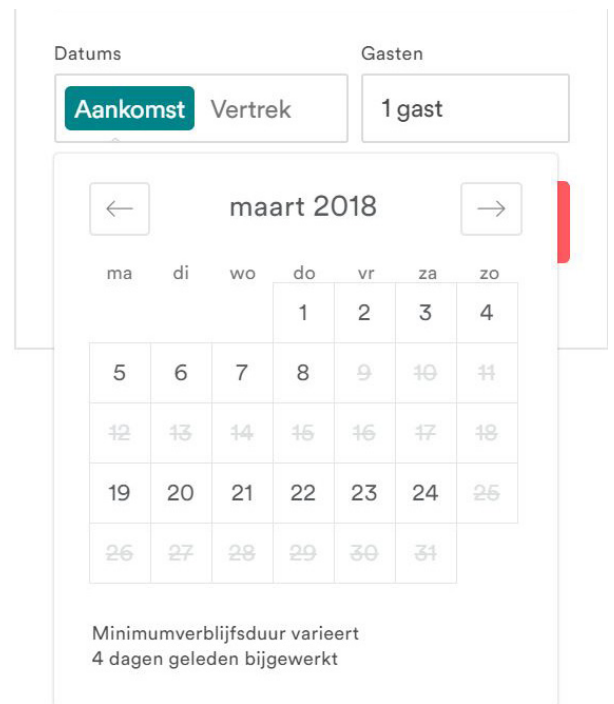 Datums Gasten
Aankomst Vertrek 1 gast
← maart 2018 →
ma di wo do vr za zo
1 2 3 4
5 6 7 8 9 10 11
12 13 14 15 16 17 18
19 20 21 22 23 24 25
26 27 28 29 30 31
Minimumverblijfsduur varieert
4 dagen geleden bijgewerkt